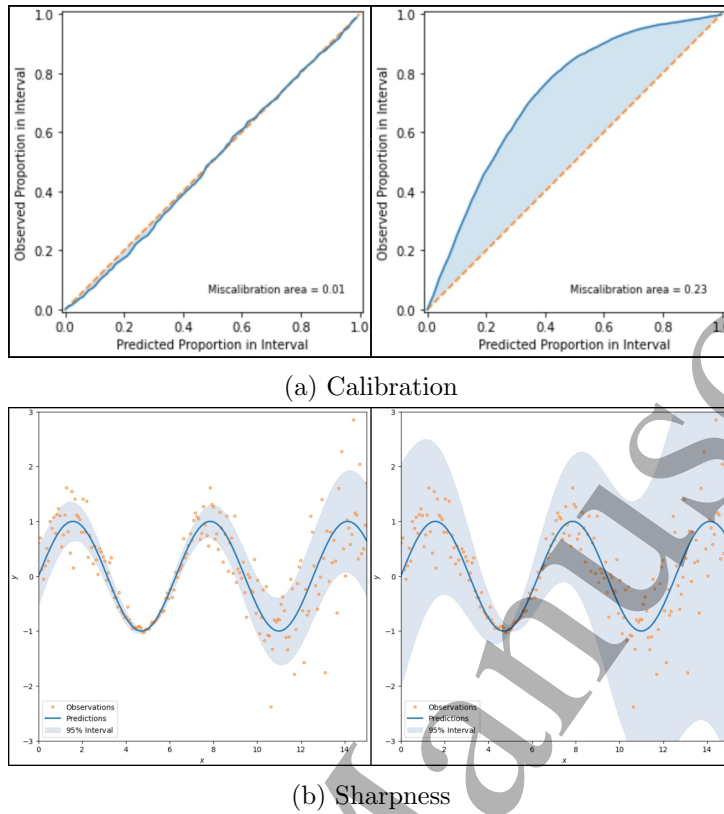 1.0
0.8
0.6
0.4
0.2
0.0
Observed Proportion in Interval
Miscalibration area = 0.01
0.0 0.2 0.4 0.6 0.8 1.0
Predicted Proportion in Interval
1.0
0.8
0.6
0.4
0.2
0.0
Observed Proportion in Interval
Miscalibration area = 0.23
0.0 0.2 0.4 0.6 0.8 1.0
Predicted Proportion in Interval
(a) Calibration
3
2
1
0
−1
−2
−3
y
Observations
Predictions
95% Interval
0 2 4 6 8 10 12 14
x
3
2
1
0
−1
−2
−3
y
Observations
Predictions
95% Interval
0 2 4 6 8 10 12 14
x
(b) Sharpness
Manusc